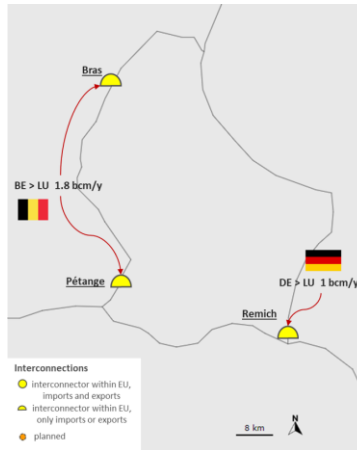 Bras
BE > LU 1.8 bcm/y
Pétange
DE > LU 1 bcm/y
Remich
Interconnections
interconnector within EU,
imports and exports
interconnector within EU,
only imports or exports
planned
8 km
N